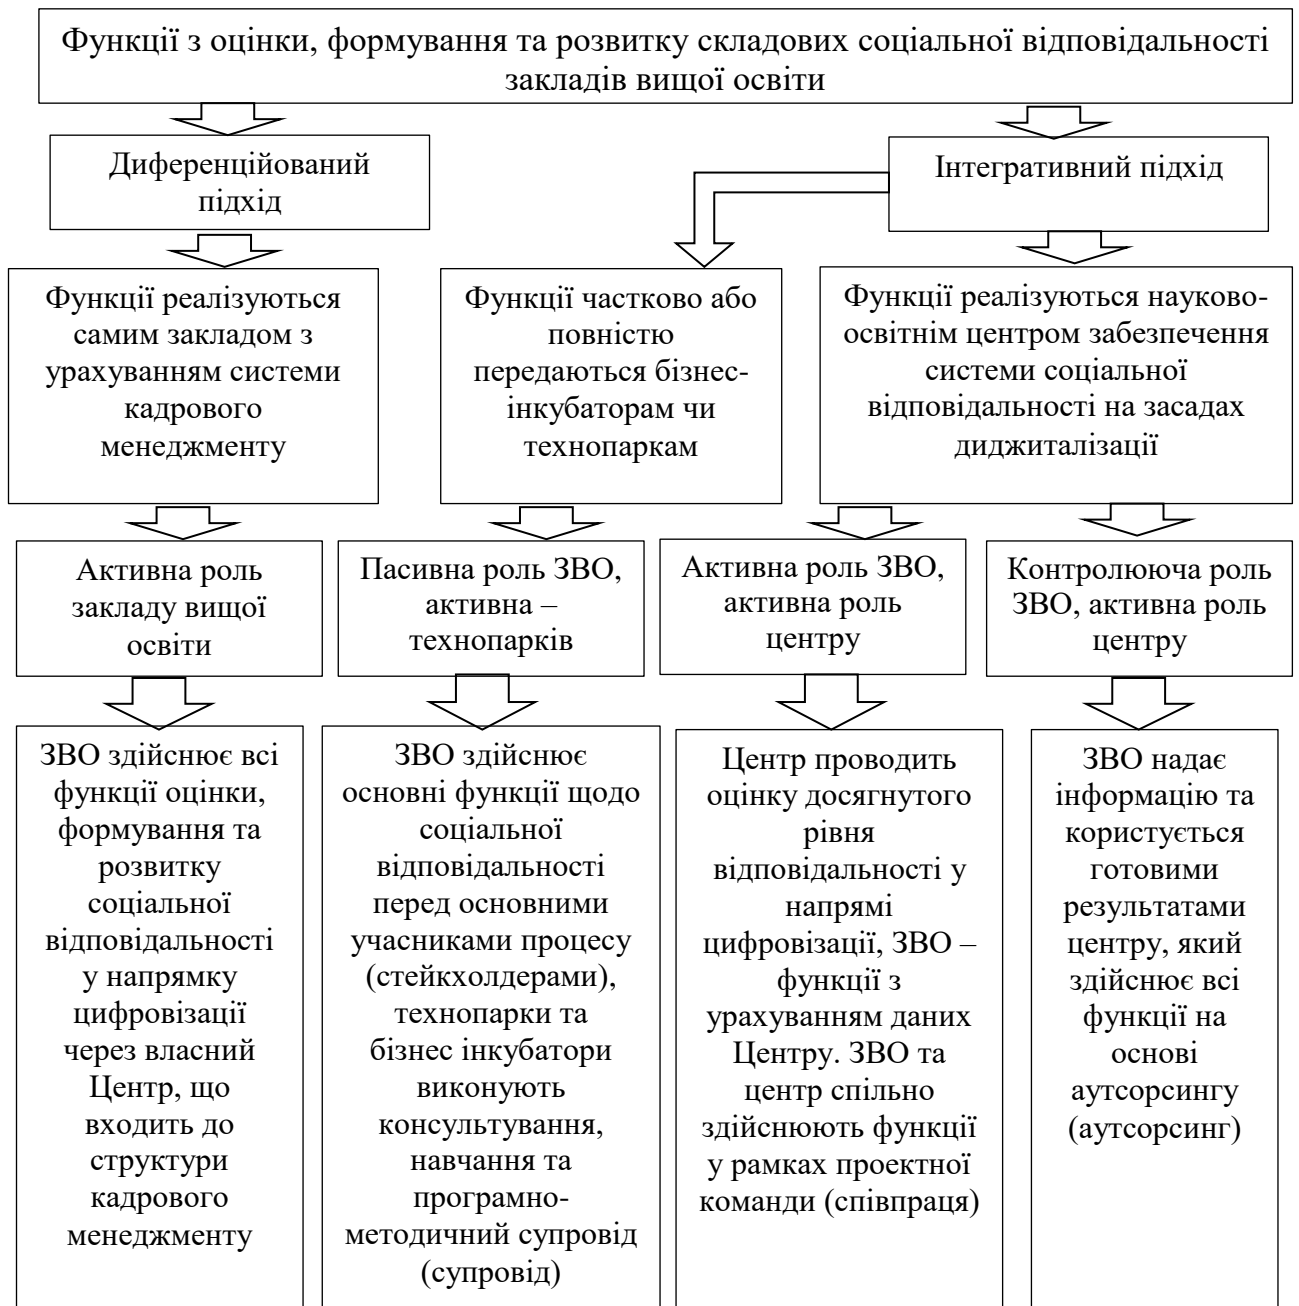 Функції з оцінки, формування та розвитку складових соціальної відповідальності
закладів вищої освіти
Диференційований
підхід
Інтегративний підхід
Функції реалізуються
самим закладом з
урахуванням системи
кадрового
менеджменту
Функції частково або
повністю
передаються бізнес-
інкубаторам чи
технопаркам
Функції реалізуються науково-
освітнім центром забезпечення
системи соціальної
відповідальності на засадах
диджиталізації
Активна роль
закладу вищої
освіти
Пасивна роль ЗВО,
активна –
технопарків
Активна роль ЗВО,
активна роль
центру
Контролююча роль
ЗВО, активна роль
центру
ЗВО здійснює всі
функції оцінки,
формування та
розвитку
соціальної
відповідальності
у напрямку
цифровізації
через власний
Центр, що
входить до
структури
кадрового
менеджменту
ЗВО здійснює
основні функції щодо
соціальної
відповідальності
перед основними
учасниками процесу
(стейкхолдерами),
технопарки та
бізнес інкубатори
виконують
консультування,
навчання та
програмно-
методичний супровід
(супровід)
Центр проводить
оцінку досягнутого
рівня
відповідальності у
напрямі
цифровізації, ЗВО –
функції з
урахуванням даних
Центру. ЗВО та
центр спільно
здійснюють функції
у рамках проектної
команди (співпраця)
ЗВО надає
інформацію та
користується
готовими
результатами
центру, який
здійснює всі
функції на
основі
аутсорсингу
(аутсорсинг)